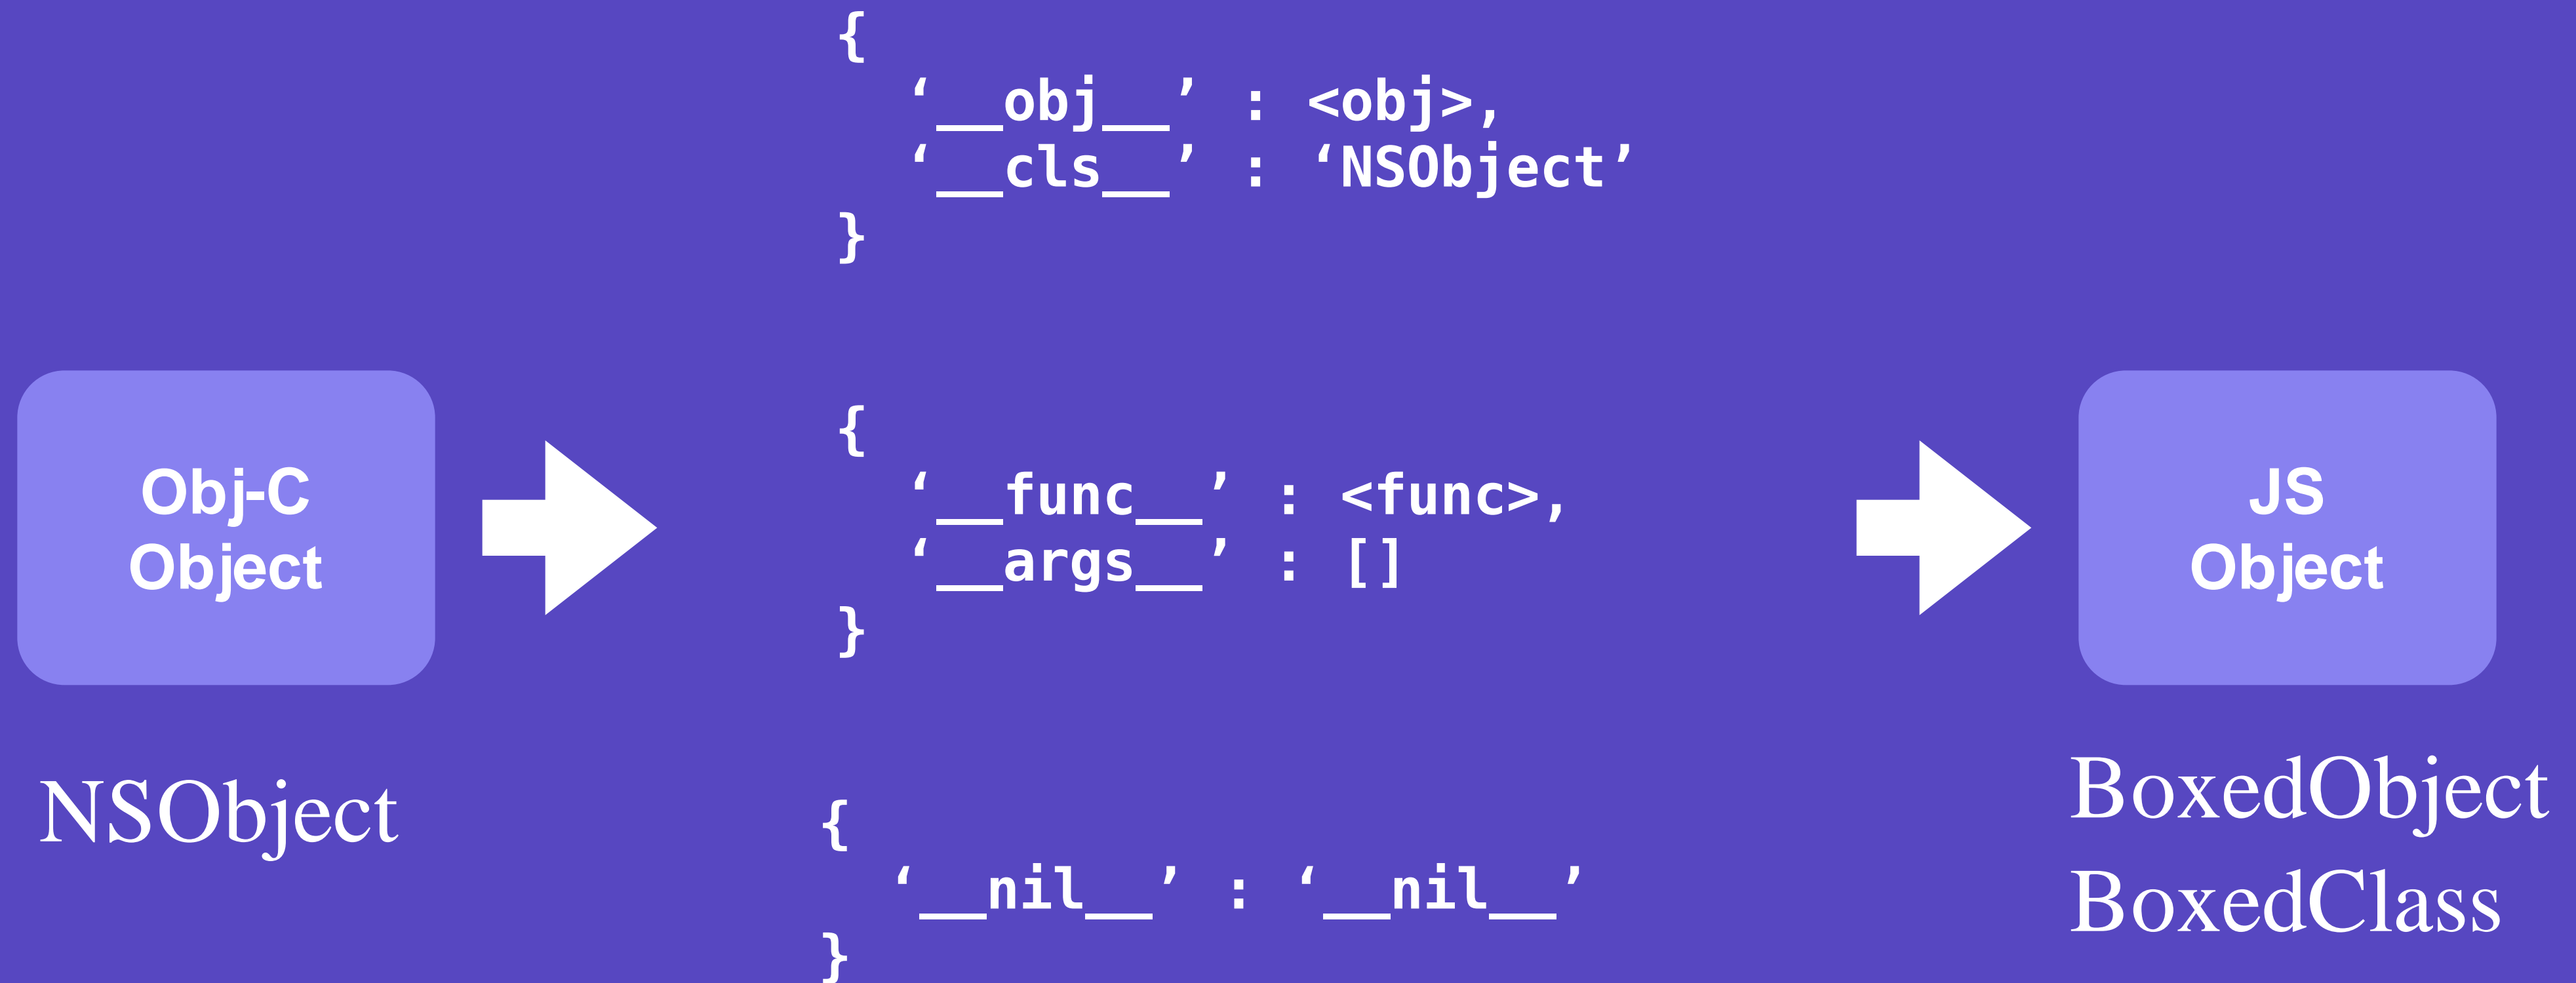 {
‘__obj__’ : <obj>,
‘__cls__’ : ‘NSObject’
}
{
‘__func__’ : <func>,
‘__args__’ : []
}
{
‘__nil__’ : ‘__nil__’
}
Obj-C
Object
NSObject
JS
Object
BoxedObject
BoxedClass